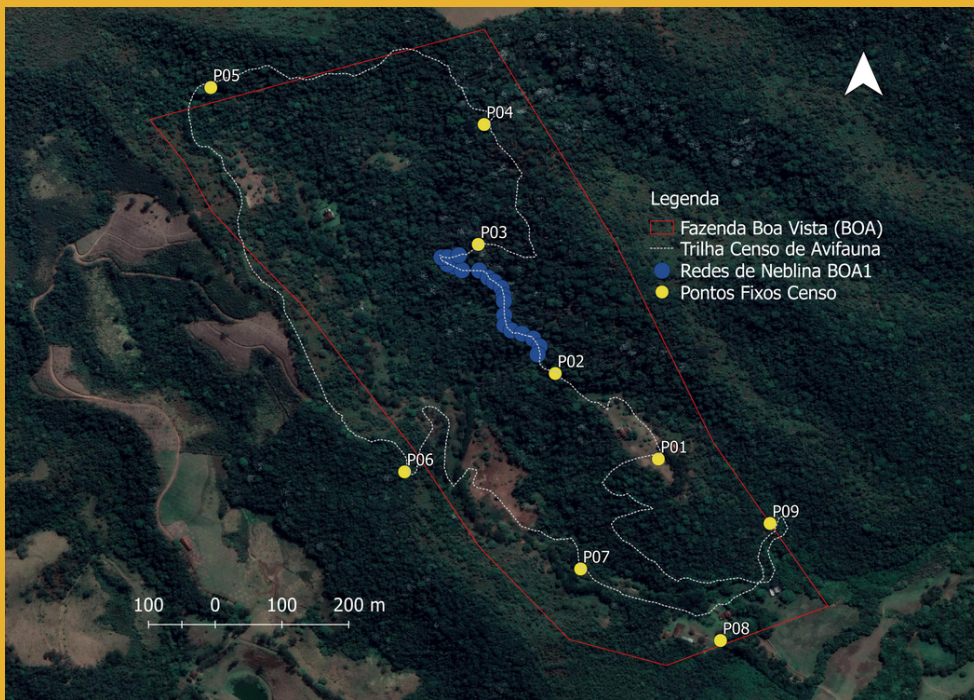 P05
P04
P03
P02
P01
P06
P09
P07
P08
Legenda
Fazenda Boa Vista (BOA)
Trilha Censo de Avifauna
Redes de Neblina BOA1
Pontos Fixos Censo
100 0 100 200 m